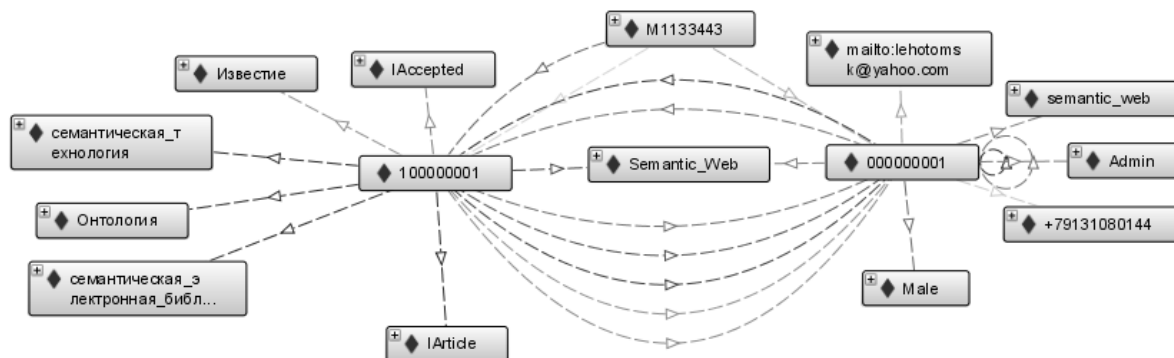 M1133443
mailto:lehotoms
k@yahoo.com
Известие
IAccepted
semantic_web
семантическая_т
ехнология
100000001
Semantic_Web
000000001
Admin
Онтология
+79131080144
семантическая_э
лектронная_библ...
Male
IArticle